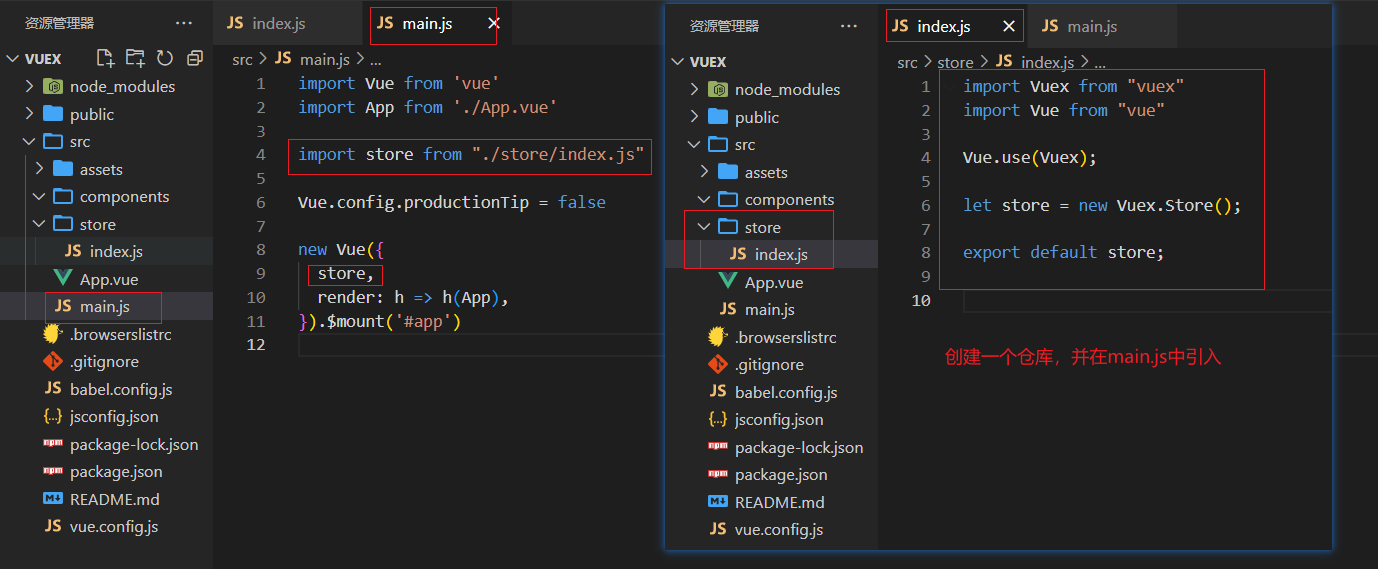 资源管理器 ···
VUEX
node_modules
public
src
assets
components
store
JS index.js
App.vue
JS main.js
.browserslistrc
.gitignore
JS babel.config.js
{..} jsconfig.json
npm package-lock.json
npm package.json
M↓ README.md
JS vue.config.js
JS index.js
JS main.js ×
src > JS main.js > ...
1 import Vue from 'vue'
2 import App from './App.vue'
3
4 import store from "./store/index.js"
5
6 Vue.config.productionTip = false
7
8 new Vue({
9 store,
10 render: h => h(App),
11 }).$mount('#app')
12
资源管理器 ···
VUEX
node_modules
public
src
assets
components
store
JS index.js
App.vue
JS main.js
.browserslistrc
.gitignore
JS babel.config.js
{..} jsconfig.json
npm package-lock.json
npm package.json
M↓ README.md
JS vue.config.js
JS index.js ×
JS main.js
src > store > JS index.js > ...
1 import Vuex from "vuex"
2 import Vue from "vue"
3
4 Vue.use(Vuex);
5
6 let store = new Vuex.Store();
7
8 export default store;
9
10
创建一个仓库，并在main.js中引入